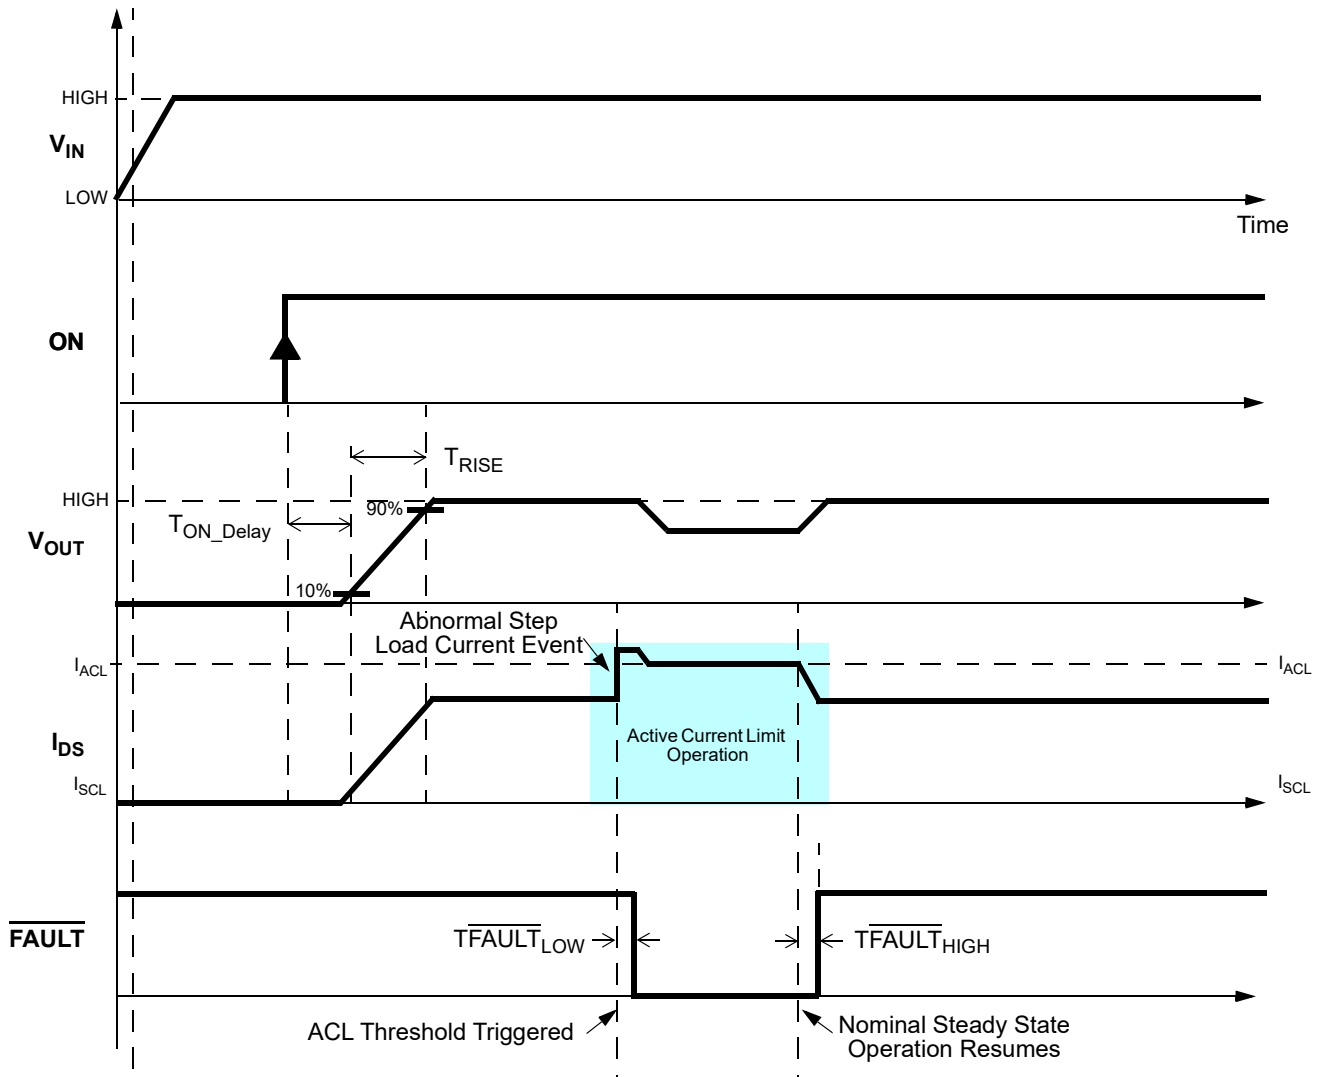 HIGH
VIN
LOW
Time
ON
TRISE
HIGH
90%
TON_Delay
VOUT
10%
Abnormal Step
Load Current Event
IACL
IACL
Active Current Limit
Operation
IDS
ISCL
ISCL
FAULT
TFAULTLOW
TFAULTHIGH
ACL Threshold Triggered
Nominal Steady State
Operation Resumes